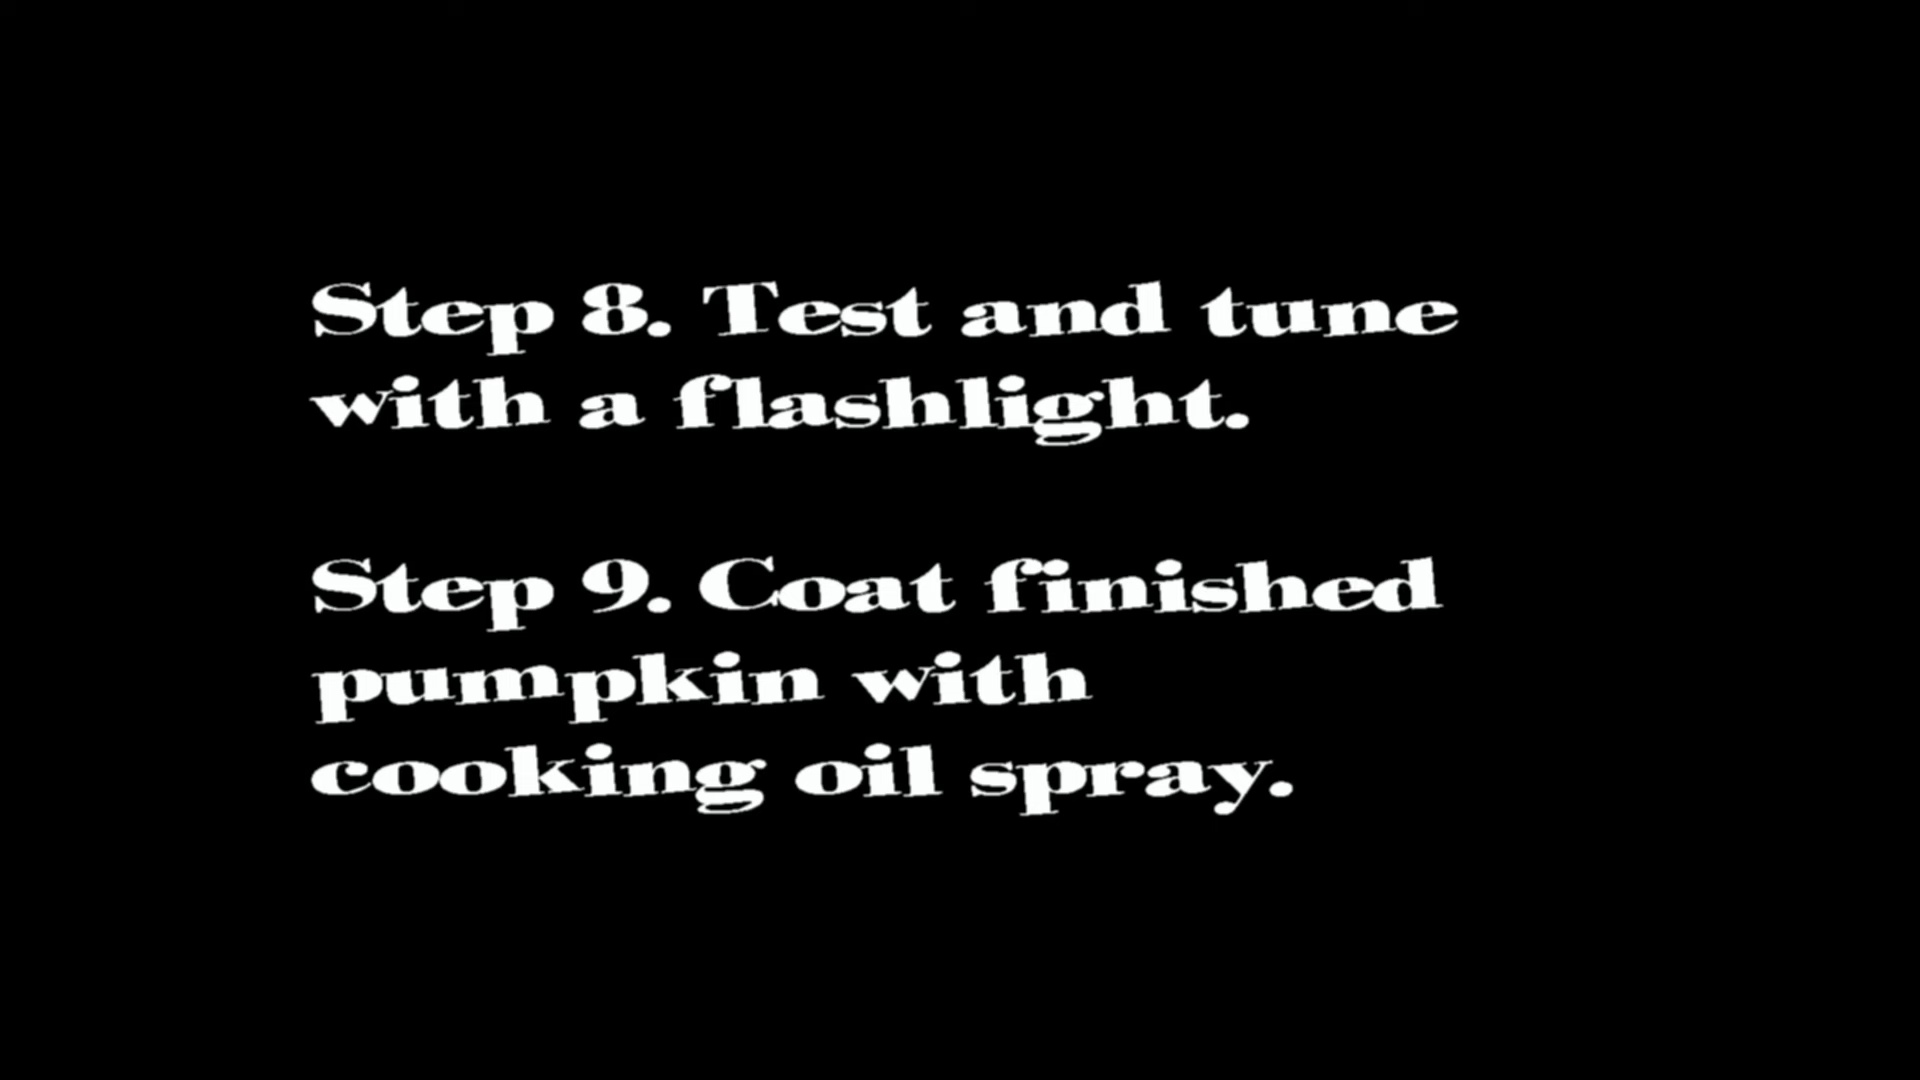 Step 8. Test and tune
with a flashlight.
Step 9. Coat finished
pumpkin with
cooking oil spray.